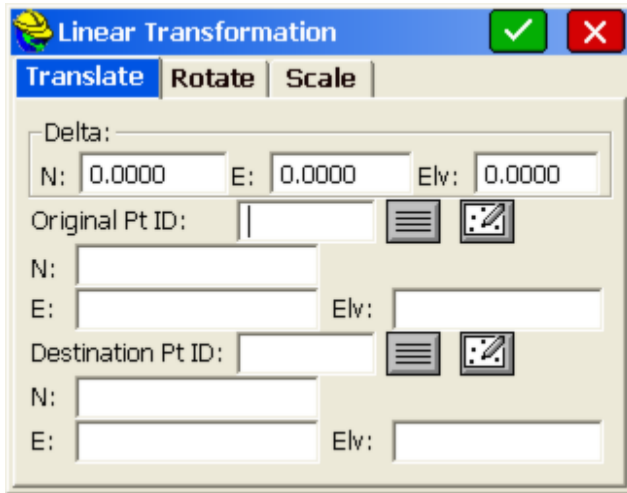 Linear Transformation
Translate Rotate Scale
Delta:
N: 0.0000 E: 0.0000 Elv: 0.0000
Original Pt ID:
N:
E: Elv:
Destination Pt ID:
N:
E: Elv: